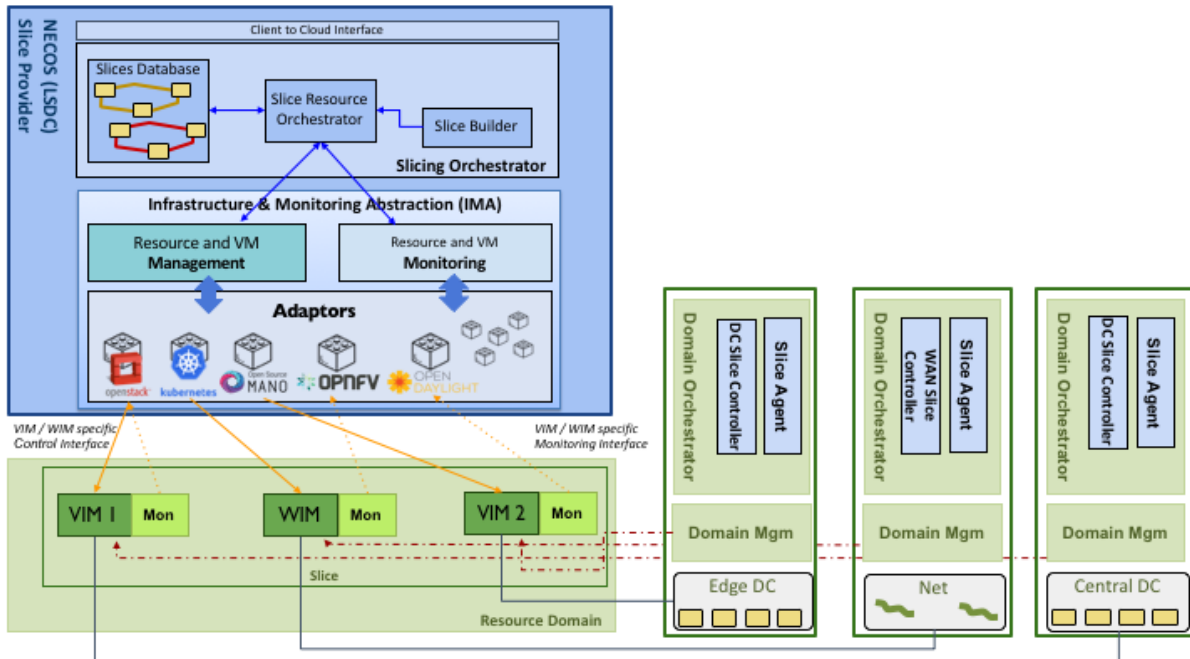 NECOS (LSDC)
Slice Provider
Client to Cloud Interface
Slices Database
Slice Resource
Orchestrator
Slice Builder
Slicing Orchestrator
Infrastructure & Monitoring Abstraction (IMA)
Resource and VM
Management
Resource and VM
Monitoring
Adaptors
openstack
kubernetes
Open Source
MANO
OPNFV
OPEN
DAYLIGHT
VIM / WIM specific
Control Interface
VIM / WIM specific
Monitoring Interface
VIM 1
Mon
WIM
Mon
VIM 2
Mon
Slice
Resource Domain
Domain Orchestrator
DC Slice Controller
Slice Agent
Domain Mgm
Edge DC
Domain Orchestrator
WAN Slice
Controller
Slice Agent
Domain Mgm
Net
Domain Orchestrator
DC Slice Controller
Slice Agent
Domain Mgm
Central DC